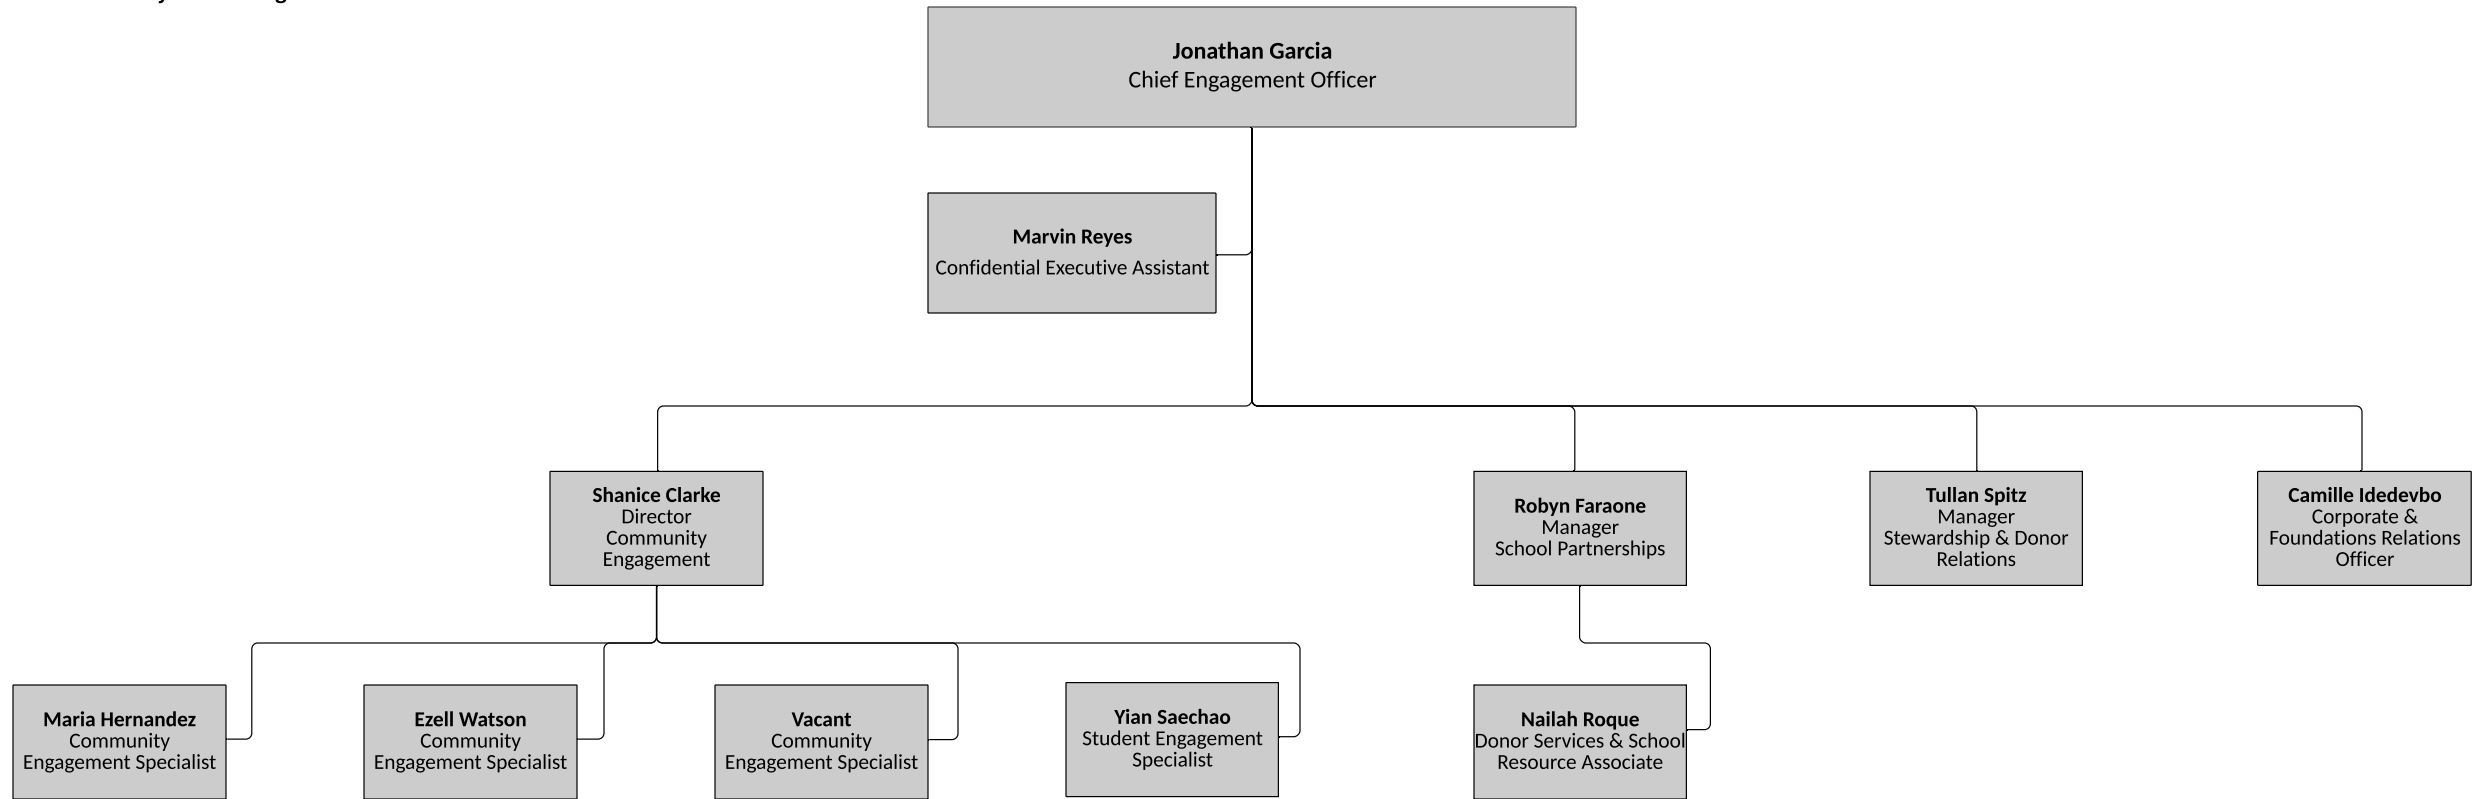 Jonathan Garcia
Chief Engagement Officer
Marvin Reyes
Confidential Executive Assistant
Shanice Clarke
Director
Community
Engagement
Robyn Faraone
Manager
School Partnerships
Tullan Spitz
Manager
Stewardship & Donor
Relations
Camille Idedevbo
Corporate &
Foundations Relations
Officer
Maria Hernandez
Community
Engagement Specialist
Ezell Watson
Community
Engagement Specialist
Vacant
Community
Engagement Specialist
Yian Saechao
Student Engagement
Specialist
Nailah Roque
Donor Services & School
Resource Associate